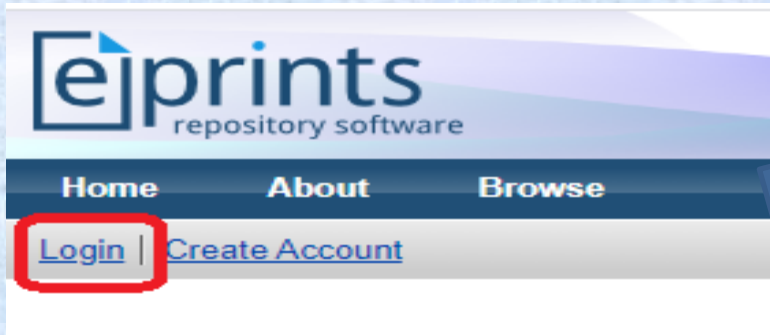 eprints
repository software
Home About Browse
Login | Create Account